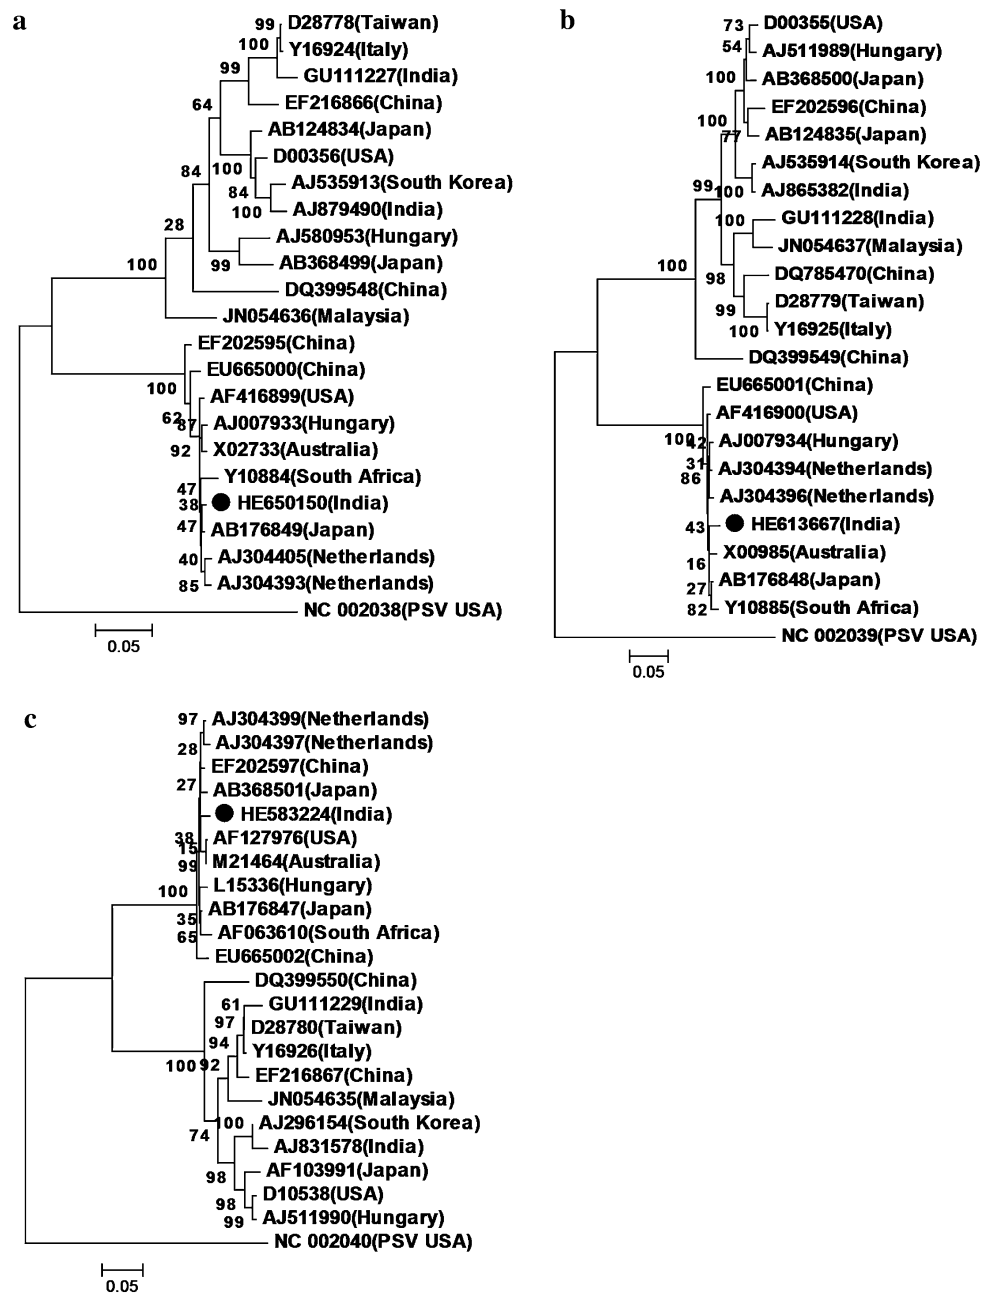 a
99 D28778(Taiwan)
100 Y16924(Italy)
99 GU111227(India)
EF216866(China)
64
AB124834(Japan)
D00356(USA)
100
84 AJ535913(South Korea)
84
100 AJ879490(India)
28 AJ580953(Hungary)
99 AB368499(Japan)
100
DQ399548(China)
JN054636(Malaysia)
EF202595(China)
EU665000(China)
100
AF416899(USA)
62
87 AJ007933(Hungary)
92 X02733(Australia)
Y10884(South Africa)
47
38 HE650150(India)
47 AB176849(Japan)
40 AJ304405(Netherlands)
85 AJ304393(Netherlands)
NC 002038(PSV USA)
0.05
b
73 D00355(USA)
54 AJ511989(Hungary)
100 AB368500(Japan)
EF202596(China)
100
77 AB124835(Japan)
AJ535914(South Korea)
99
100 AJ865382(India)
100 GU111228(India)
JN054637(Malaysia)
100
98 DQ785470(China)
99 D28779(Taiwan)
100 Y16925(Italy)
DQ399549(China)
EU665001(China)
AF416900(USA)
100
42 AJ007934(Hungary)
31 AJ304394(Netherlands)
86
AJ304396(Netherlands)
43 HE613667(India)
X00985(Australia)
16
AB176848(Japan)
27
82 Y10885(South Africa)
NC 002039(PSV USA)
0.05
c
97 AJ304399(Netherlands)
28 AJ304397(Netherlands)
EF202597(China)
27
AB368501(Japan)
HE583224(India)
38 AF127976(USA)
15
99 M21464(Australia)
100 L15336(Hungary)
AB176847(Japan)
35
65 AF063610(South Africa)
EU665002(China)
DQ399550(China)
61 GU111229(India)
97 D28780(Taiwan)
94 Y16926(Italy)
100 92
EF216867(China)
JN054635(Malaysia)
100 AJ296154(South Korea)
74
AJ831578(India)
98 AF103991(Japan)
98 D10538(USA)
99 AJ511990(Hungary)
NC 002040(PSV USA)
0.05